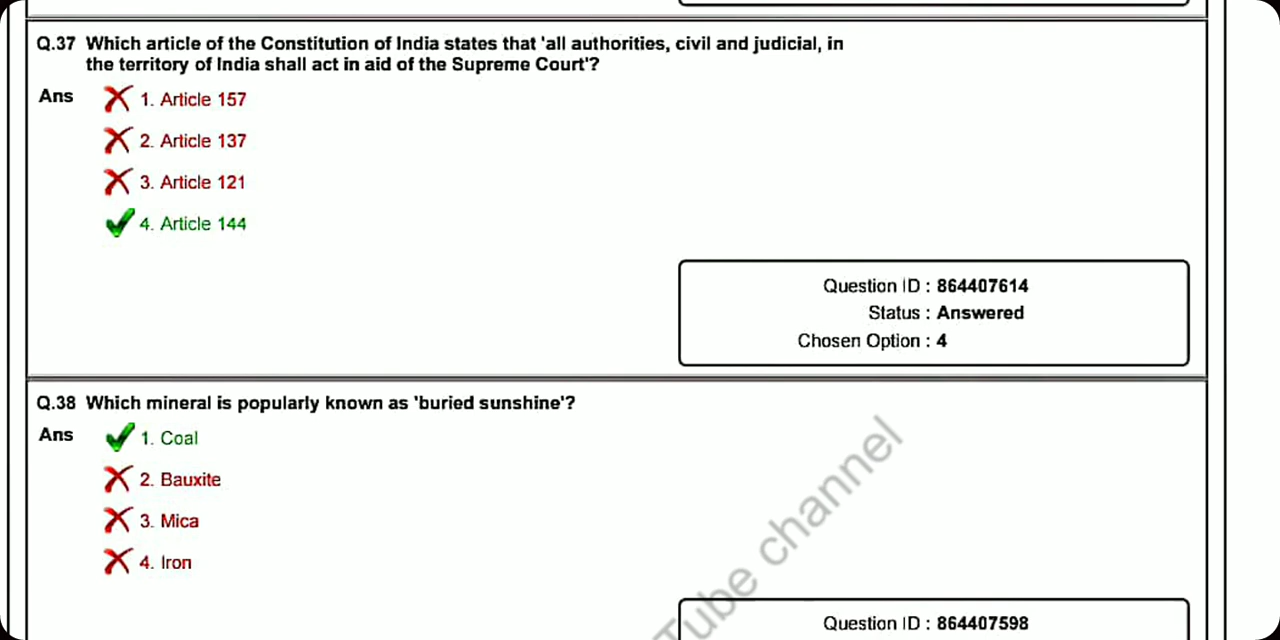 Q.37 Which article of the Constitution of India states that 'all authorities, civil and judicial, in
the territory of India shall act in aid of the Supreme Court'?
Ans 1. Article 157
2. Article 137
3. Article 121
4. Article 144
Question ID : 864407614
Status : Answered
Chosen Option : 4
Q.38 Which mineral is popularly known as 'buried sunshine'?
Ans 1. Coal
2. Bauxite
3. Mica
4. Iron
Tube channel
Question ID : 864407598